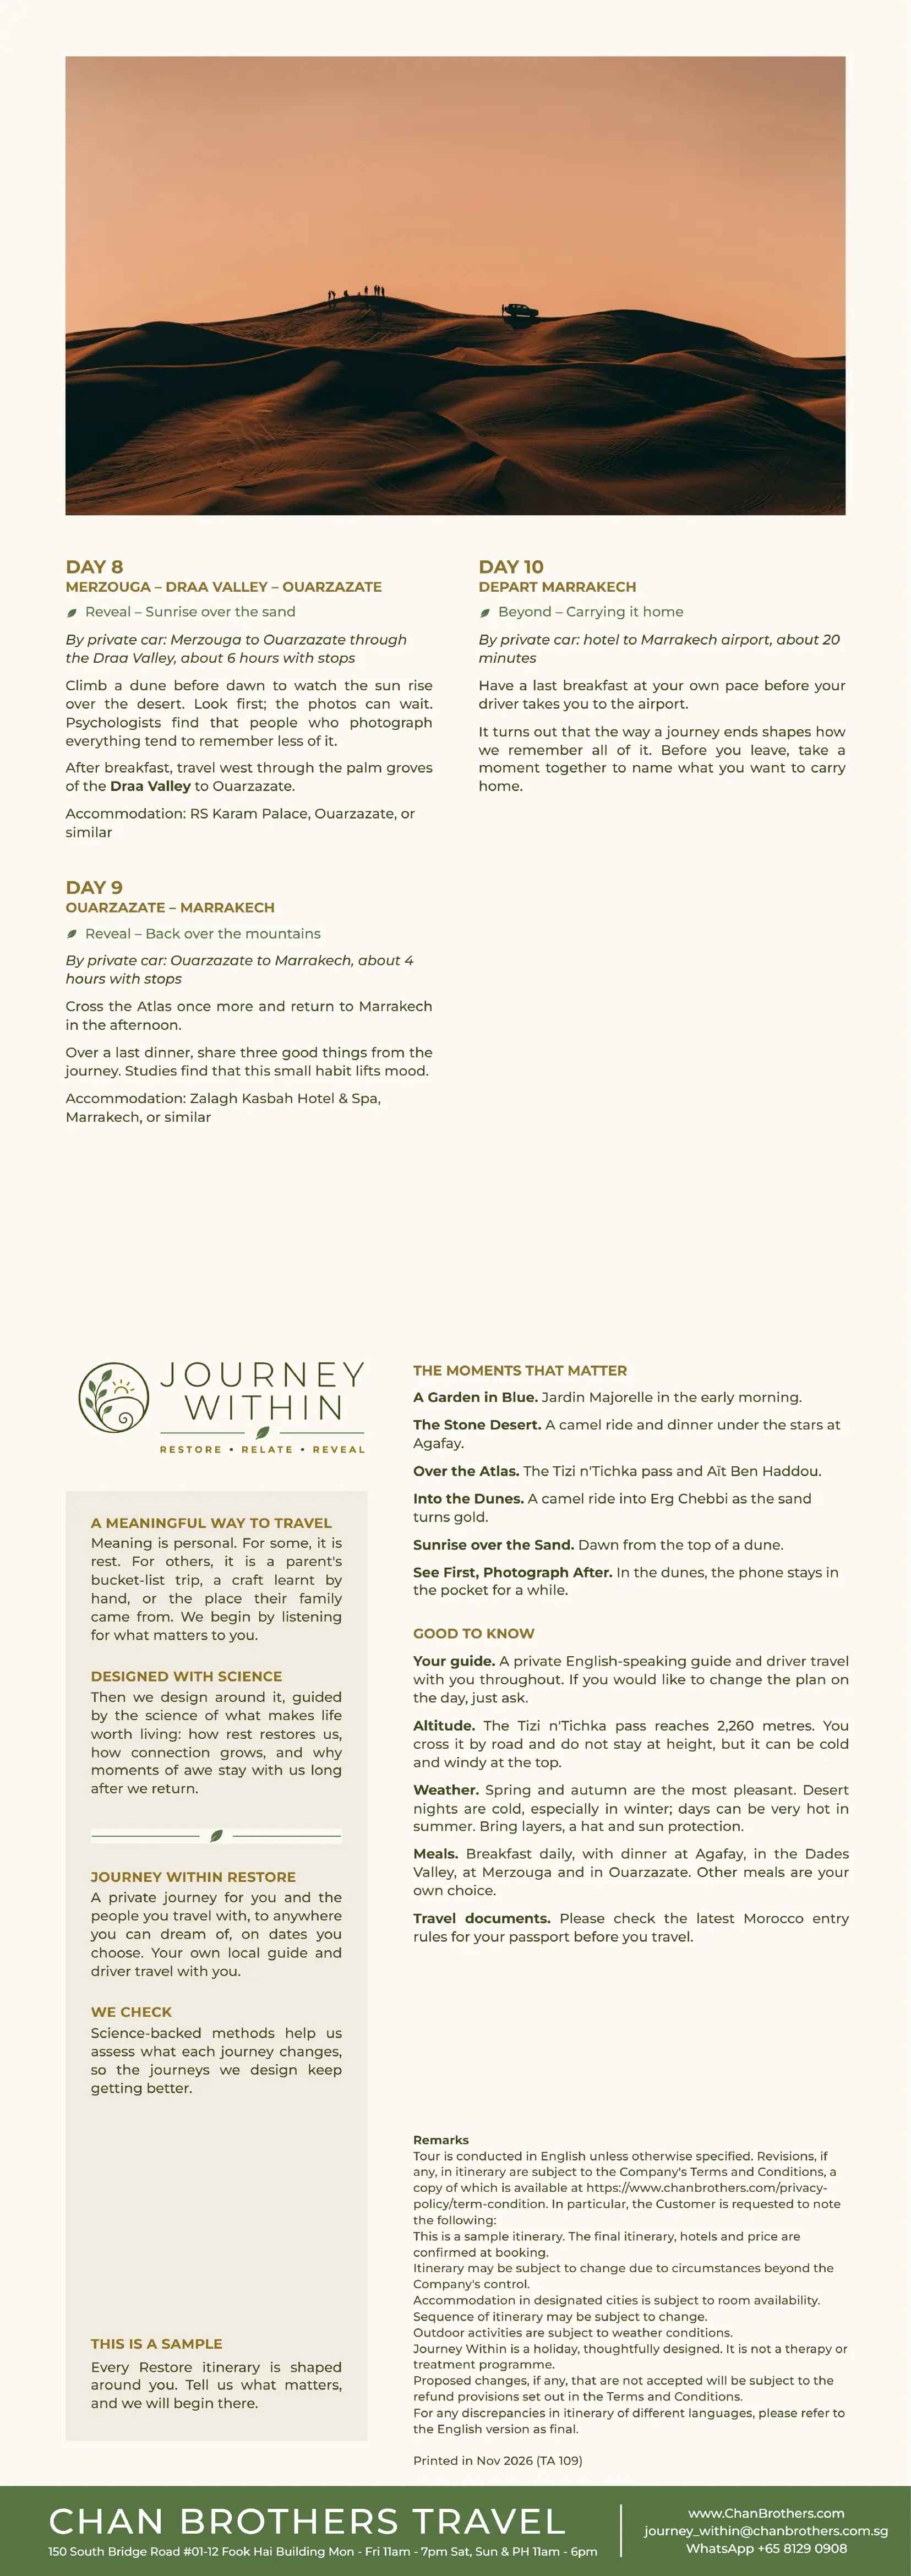 DAY 8
MERZOUGA – DRAA VALLEY – OUARZAZATE
Reveal – Sunrise over the sand
By private car: Merzouga to Ouarzazate through
the Draa Valley, about 6 hours with stops
Climb a dune before dawn to watch the sun rise
over the desert. Look first; the photos can wait.
Psychologists find that people who photograph
everything tend to remember less of it.
After breakfast, travel west through the palm groves
of the Draa Valley to Ouarzazate.
Accommodation: RS Karam Palace, Ouarzazate, or
similar
DAY 9
OUARZAZATE – MARRAKECH
Reveal – Back over the mountains
By private car: Ouarzazate to Marrakech, about 4
hours with stops
Cross the Atlas once more and return to Marrakech
in the afternoon.
Over a last dinner, share three good things from the
journey. Studies find that this small habit lifts mood.
Accommodation: Zalagh Kasbah Hotel & Spa,
Marrakech, or similar
DAY 10
DEPART MARRAKECH
Beyond – Carrying it home
By private car: hotel to Marrakech airport, about 20
minutes
Have a last breakfast at your own pace before your
driver takes you to the airport.
It turns out that the way a journey ends shapes how
we remember all of it. Before you leave, take a
moment together to name what you want to carry
home.
JOURNEY
WITHIN
RESTORE • RELATE • REVEAL
A MEANINGFUL WAY TO TRAVEL
Meaning is personal. For some, it is
rest. For others, it is a parent's
bucket-list trip, a craft learnt by
hand, or the place their family
came from. We begin by listening
for what matters to you.
DESIGNED WITH SCIENCE
Then we design around it, guided
by the science of what makes life
worth living: how rest restores us,
how connection grows, and why
moments of awe stay with us long
after we return.
JOURNEY WITHIN RESTORE
A private journey for you and the
people you travel with, to anywhere
you can dream of, on dates you
choose. Your own local guide and
driver travel with you.
WE CHECK
Science-backed methods help us
assess what each journey changes,
so the journeys we design keep
getting better.
THIS IS A SAMPLE
Every Restore itinerary is shaped
around you. Tell us what matters,
and we will begin there.
THE MOMENTS THAT MATTER
A Garden in Blue. Jardin Majorelle in the early morning.
The Stone Desert. A camel ride and dinner under the stars at
Agafay.
Over the Atlas. The Tizi n'Tichka pass and Aït Ben Haddou.
Into the Dunes. A camel ride into Erg Chebbi as the sand
turns gold.
Sunrise over the Sand. Dawn from the top of a dune.
See First, Photograph After. In the dunes, the phone stays in
the pocket for a while.
GOOD TO KNOW
Your guide. A private English-speaking guide and driver travel
with you throughout. If you would like to change the plan on
the day, just ask.
Altitude. The Tizi n'Tichka pass reaches 2,260 metres. You
cross it by road and do not stay at height, but it can be cold
and windy at the top.
Weather. Spring and autumn are the most pleasant. Desert
nights are cold, especially in winter; days can be very hot in
summer. Bring layers, a hat and sun protection.
Meals. Breakfast daily, with dinner at Agafay, in the Dades
Valley, at Merzouga and in Ouarzazate. Other meals are your
own choice.
Travel documents. Please check the latest Morocco entry
rules for your passport before you travel.
Remarks
Tour is conducted in English unless otherwise specified. Revisions, if
any, in itinerary are subject to the Company's Terms and Conditions, a
copy of which is available at https://www.chanbrothers.com/privacy-
policy/term-condition. In particular, the Customer is requested to note
the following:
This is a sample itinerary. The final itinerary, hotels and price are
confirmed at booking.
Itinerary may be subject to change due to circumstances beyond the
Company's control.
Accommodation in designated cities is subject to room availability.
Sequence of itinerary may be subject to change.
Outdoor activities are subject to weather conditions.
Journey Within is a holiday, thoughtfully designed. It is not a therapy or
treatment programme.
Proposed changes, if any, that are not accepted will be subject to the
refund provisions set out in the Terms and Conditions.
For any discrepancies in itinerary of different languages, please refer to
the English version as final.
Printed in Nov 2026 (TA 109)
CHAN BROTHERS TRAVEL
150 South Bridge Road #01-12 Fook Hai Building Mon - Fri 11am - 7pm Sat, Sun & PH 11am - 6pm
www.ChanBrothers.com
journey_within@chanbrothers.com.sg
WhatsApp +65 8129 0908